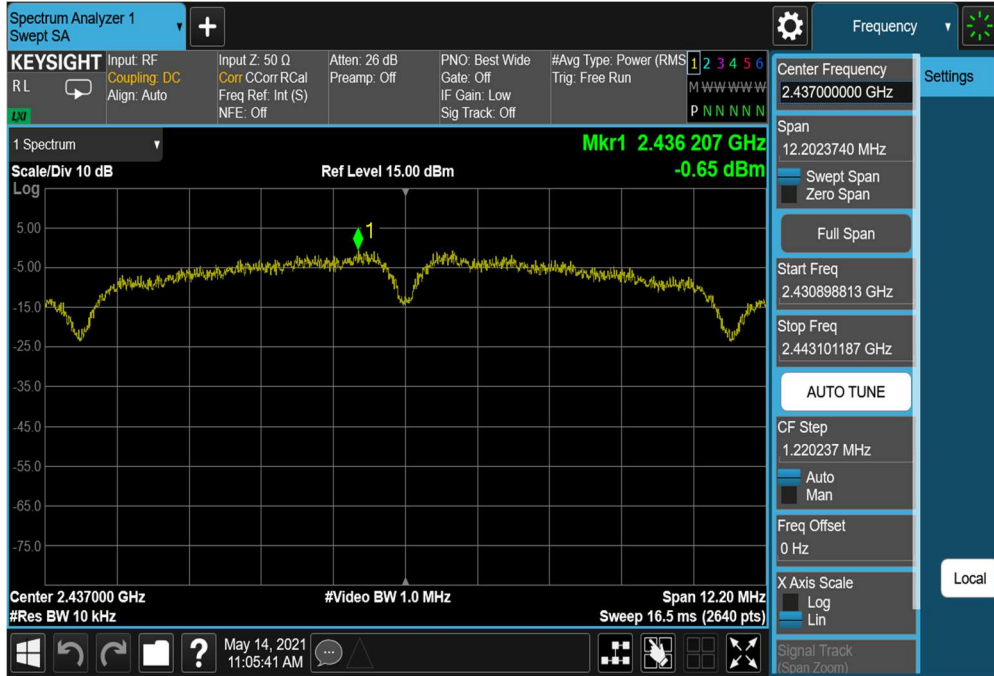 Spectrum Analyzer 1
Swept SA
Frequency
KEYSIGHT
RL
LXI
Input: RF
Coupling: DC
Align: Auto
Input Z: 50 Ω
Corr CCorr RCal
Freq Ref: Int (S)
NFE: Off
Atten: 26 dB
Preamp: Off
PNO: Best Wide
Gate: Off
IF Gain: Low
Sig Track: Off
#Avg Type: Power (RMS
Trig: Free Run
1 2 3 4 5 6
M W W W W W
P N N N N N
1 Spectrum
Scale/Div 10 dB
Ref Level 15.00 dBm
Mkr1 2.436 207 GHz
-0.65 dBm
Log
1
5.00
-5.00
-15.0
-25.0
-35.0
-45.0
-55.0
-65.0
-75.0
Center 2.437000 GHz
#Video BW 1.0 MHz
Span 12.20 MHz
#Res BW 10 kHz
Sweep 16.5 ms (2640 pts)
Center Frequency
2.437000000 GHz
Span
12.2023740 MHz
Swept Span
Zero Span
Full Span
Start Freq
2.430898813 GHz
Stop Freq
2.443101187 GHz
AUTO TUNE
CF Step
1.220237 MHz
Auto
Man
Freq Offset
0 Hz
X Axis Scale
Log
Lin
Signal Track
(Span Zoom)
Settings
Local
?
May 14, 2021
11:05:41 AM